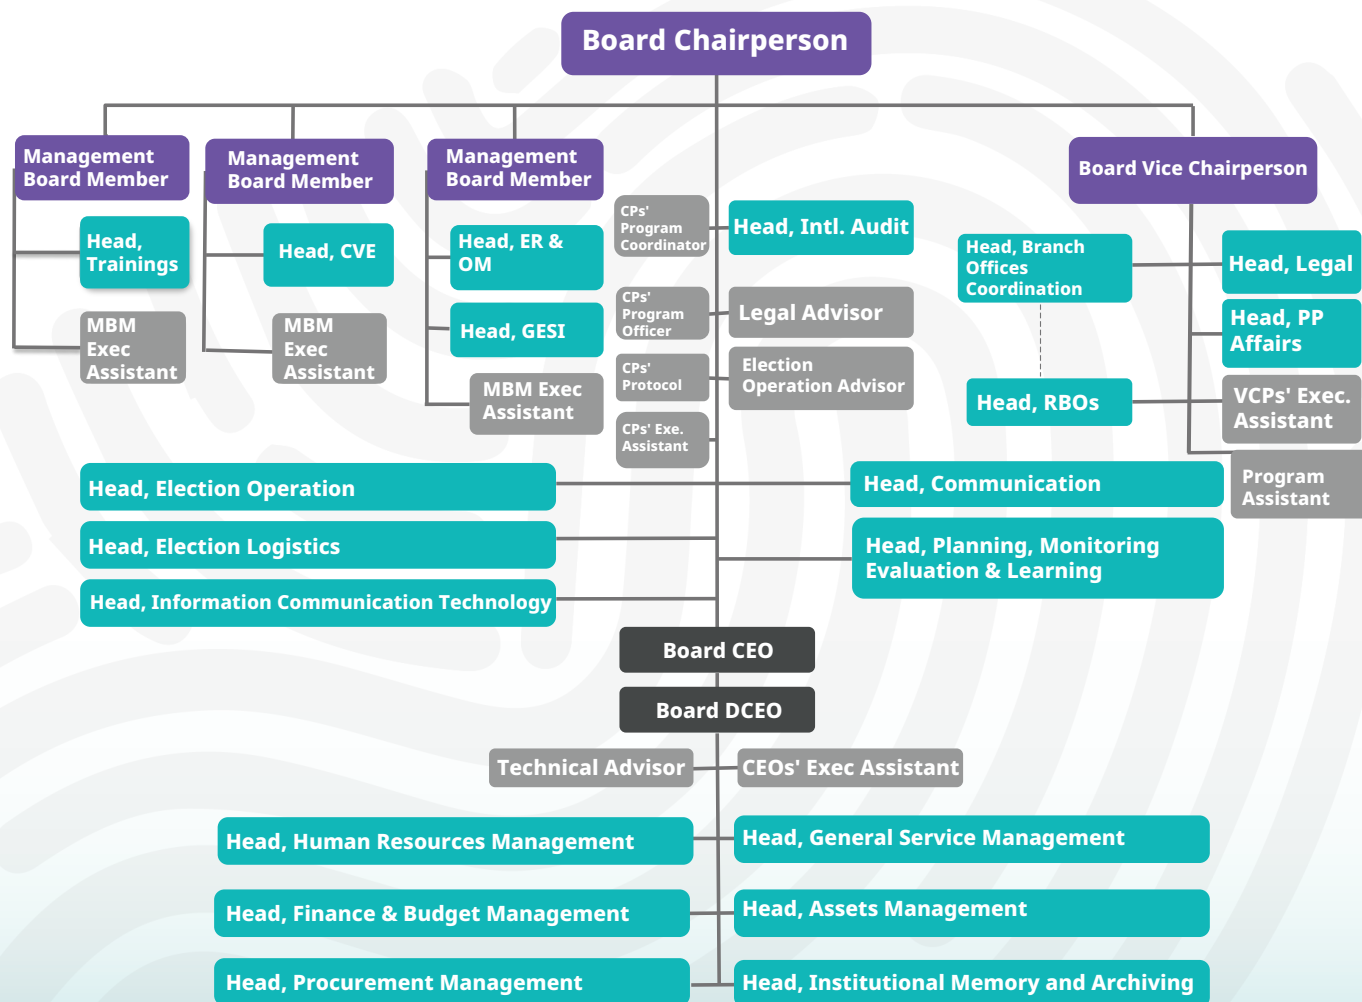 Board Chairperson
Management
Board Member
Management
Board Member
Management
Board Member
Board Vice Chairperson
Head,
Trainings
MBM
Exec
Assistant
Head, CVE
MBM
Exec
Assistant
Head, ER &
OM
Head, GESI
MBM Exec
Assistant
CPs'
Program
Coordinator
Head, Intl. Audit
CPs'
Program
Officer
Legal Advisor
CPs'
Protocol
Election
Operation Advisor
CPs' Exe.
Assistant
Head, Branch
Offices
Coordination
Head, RBOs
Head, Legal
Head, PP
Affairs
VCPs' Exec.
Assistant
Program
Assistant
Head, Election Operation
Head, Communication
Head, Election Logistics
Head, Planning, Monitoring
Evaluation & Learning
Head, Information Communication Technology
Board CEO
Board DCEO
Technical Advisor
CEOs' Exec Assistant
Head, Human Resources Management
Head, General Service Management
Head, Finance & Budget Management
Head, Assets Management
Head, Procurement Management
Head, Institutional Memory and Archiving